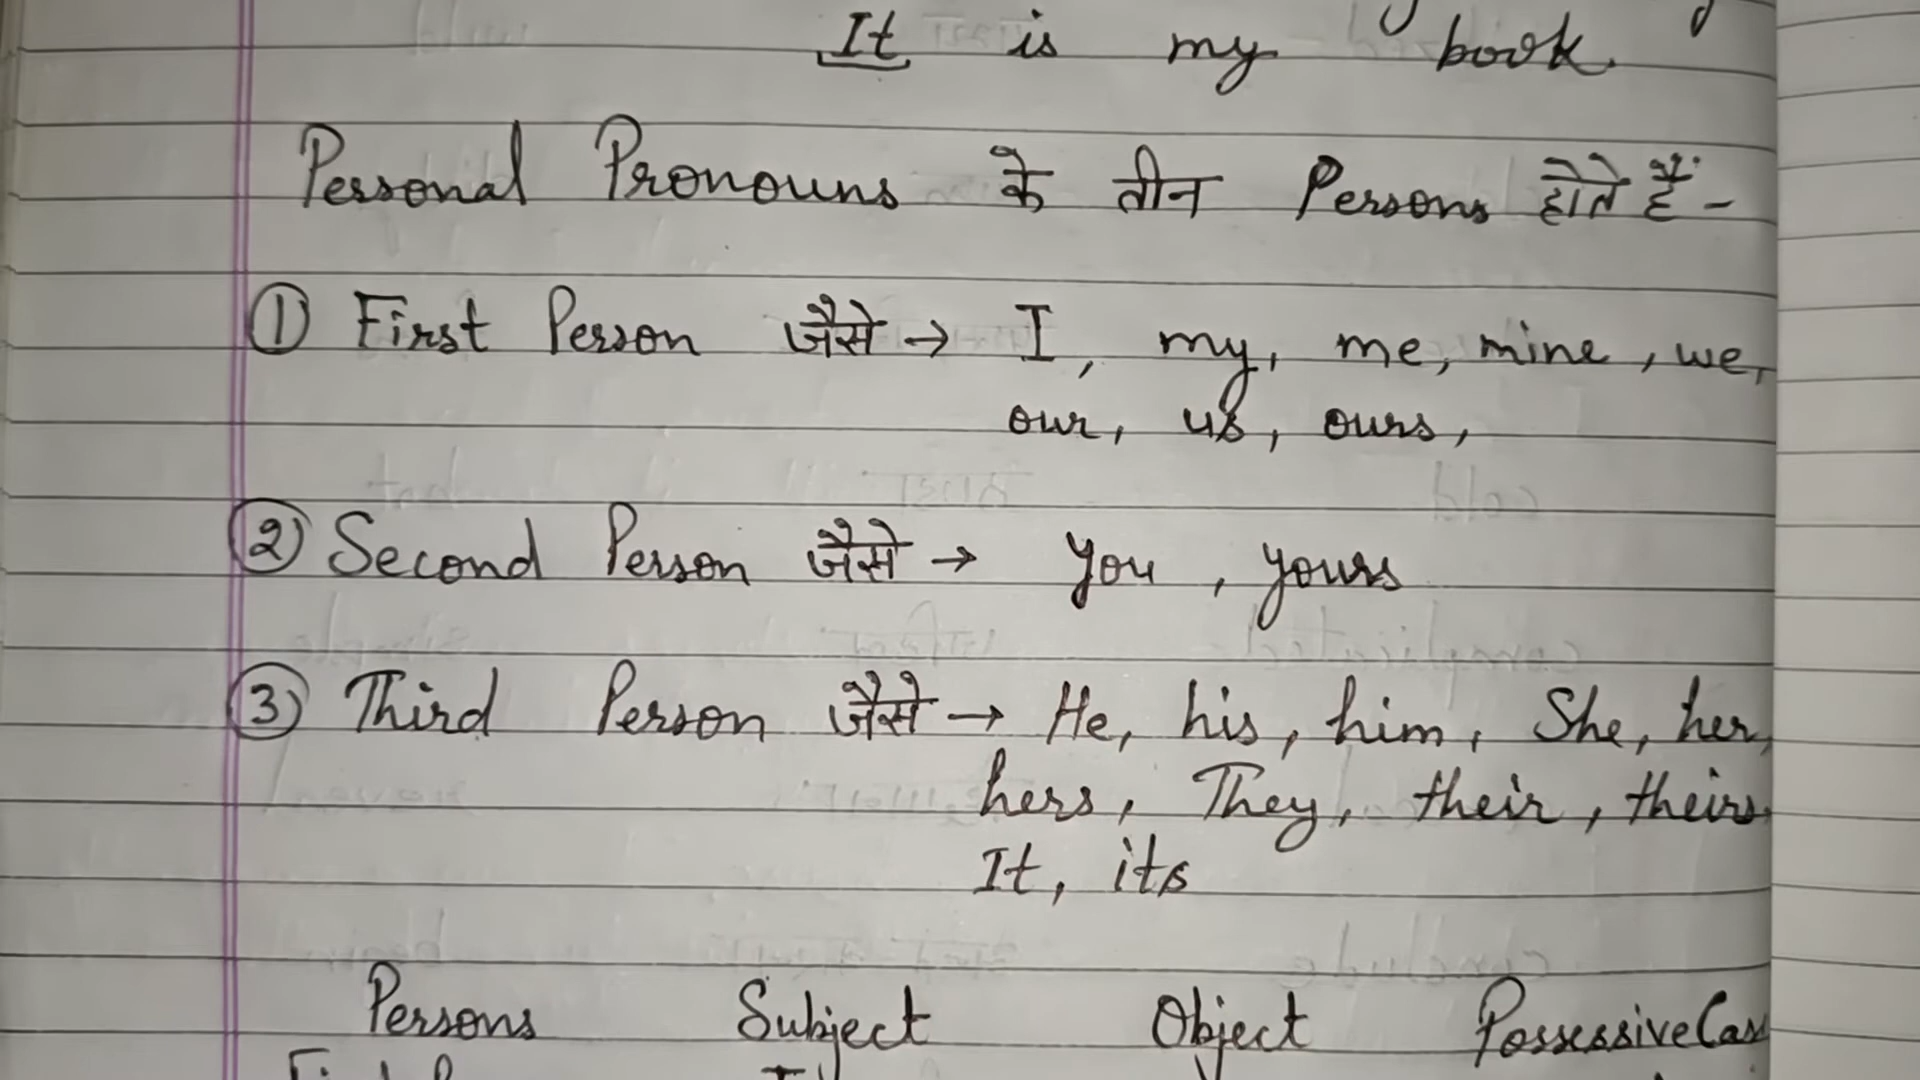 It is my book.
Personal Pronouns के तीन Persons होते हैं -
① First Person जैसे → I, my, me, mine, we,
our, us, ours,
② Second Person जैसे → you, yours
③ Third Person जैसे → He, his, him, She, her,
hers, They, their, theirs,
It, its
Persons Subject Object Possessive Cas